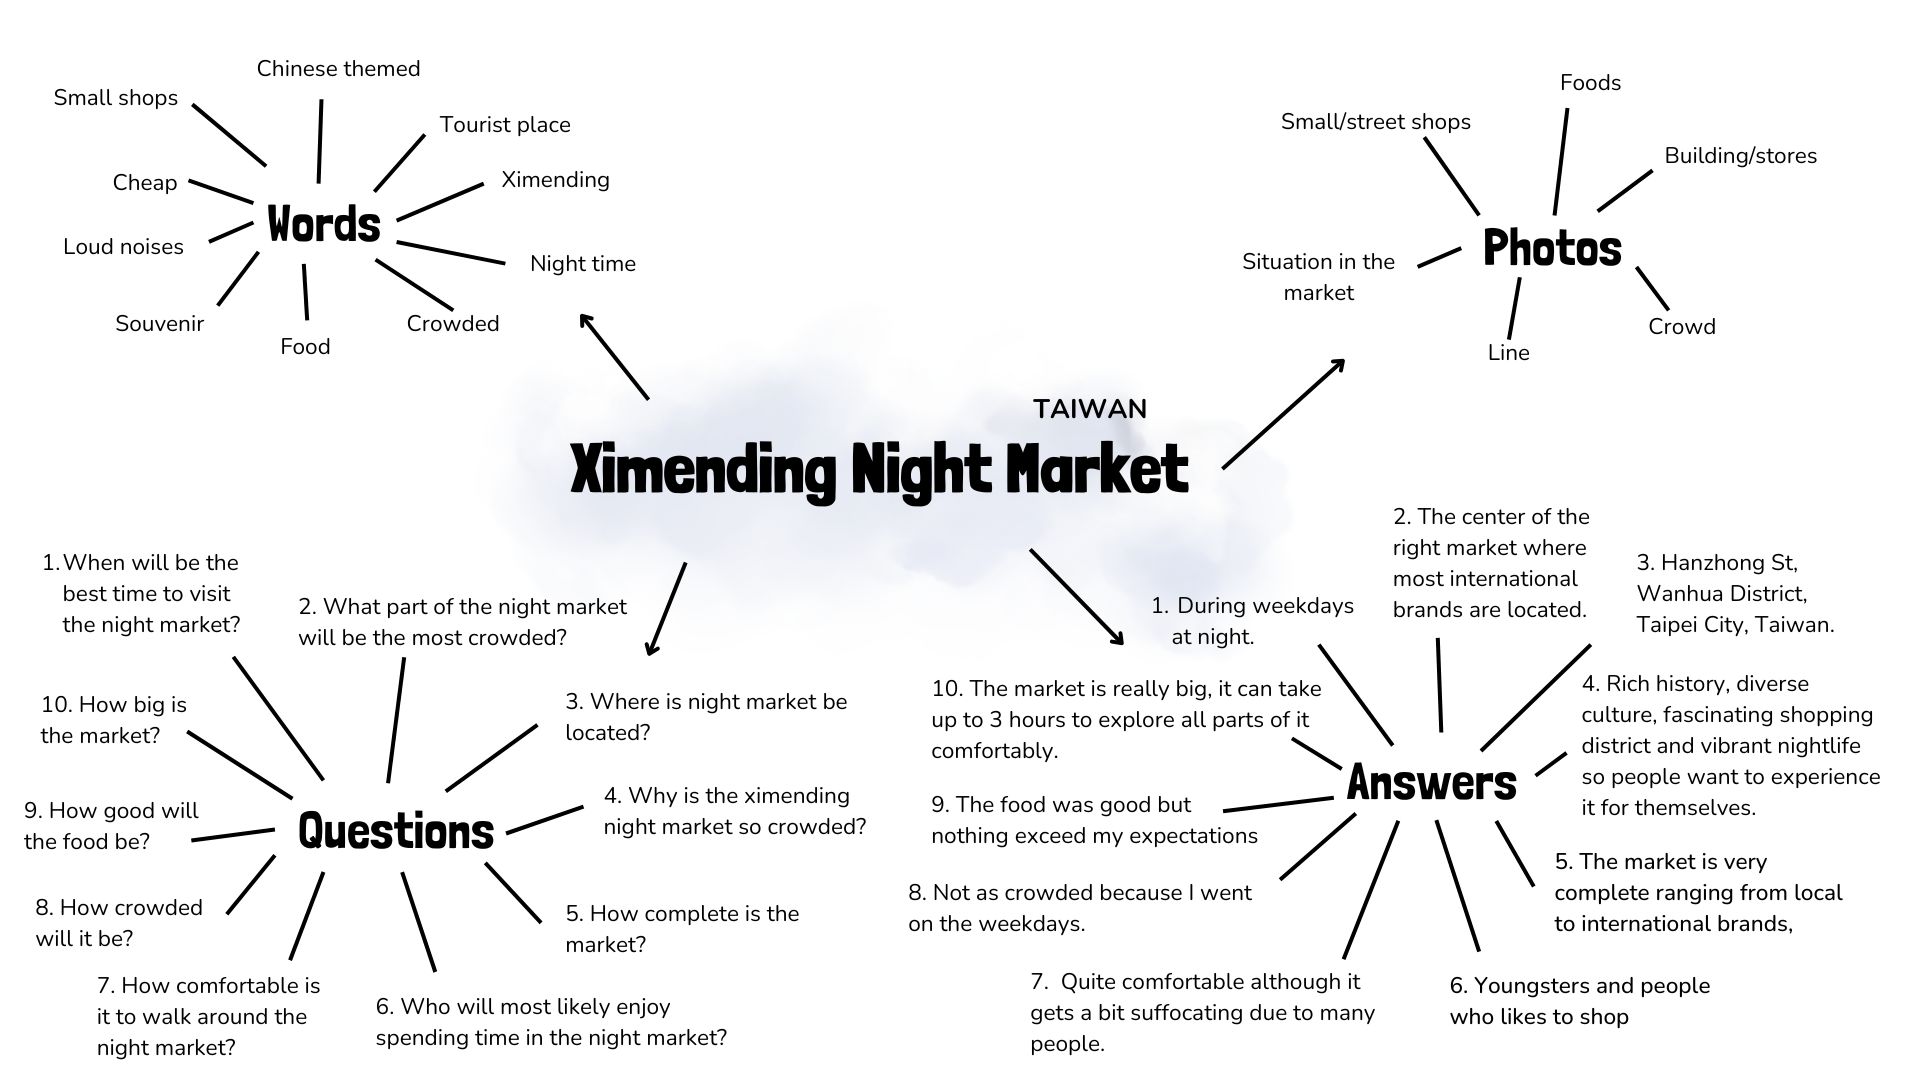 TAIWAN
Ximending Night Market
Words
Chinese themed
Small shops
Tourist place
Ximending
Cheap
Loud noises
Night time
Souvenir
Food
Crowded
Photos
Foods
Small/street shops
Building/stores
Situation in the
market
Line
Crowd
Questions
1. When will be the
best time to visit
the night market?
2. What part of the night market
will be the most crowded?
3. Where is night market be
located?
4. Why is the ximending
night market so crowded?
5. How complete is the
market?
6. Who will most likely enjoy
spending time in the night market?
7. How comfortable is
it to walk around the
night market?
8. How crowded
will it be?
9. How good will
the food be?
10. How big is
the market?
Answers
1. During weekdays
at night.
2. The center of the
right market where
most international
brands are located.
3. Hanzhong St,
Wanhua District,
Taipei City, Taiwan.
4. Rich history, diverse
culture, fascinating shopping
district and vibrant nightlife
so people want to experience
it for themselves.
5. The market is very
complete ranging from local
to international brands,
6. Youngsters and people
who likes to shop
7. Quite comfortable although it
gets a bit suffocating due to many
people.
8. Not as crowded because I went
on the weekdays.
9. The food was good but
nothing exceed my expectations
10. The market is really big, it can take
up to 3 hours to explore all parts of it
comfortably.